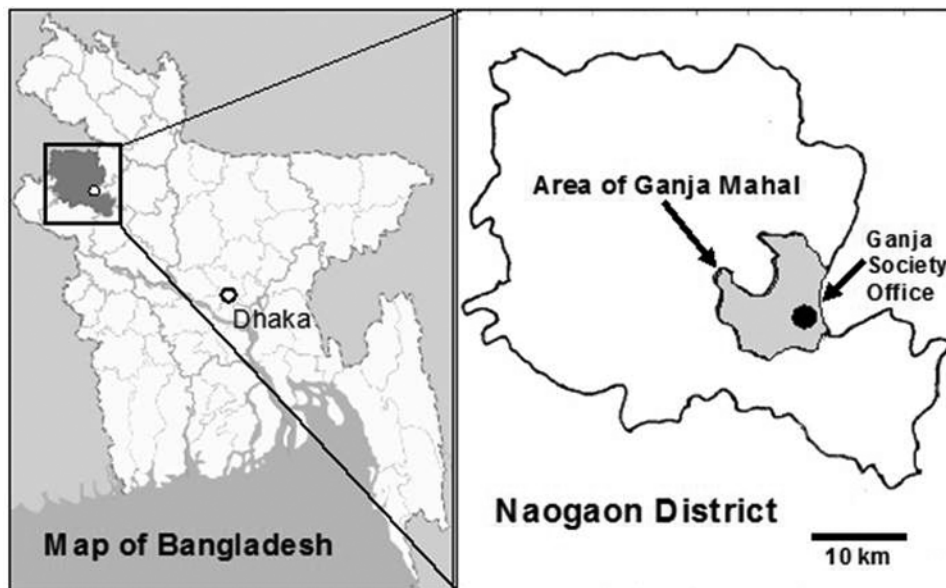 Dhaka
Map of Bangladesh
Area of Ganja Mahal
Ganja
Society
Office
Naogaon District
10 km